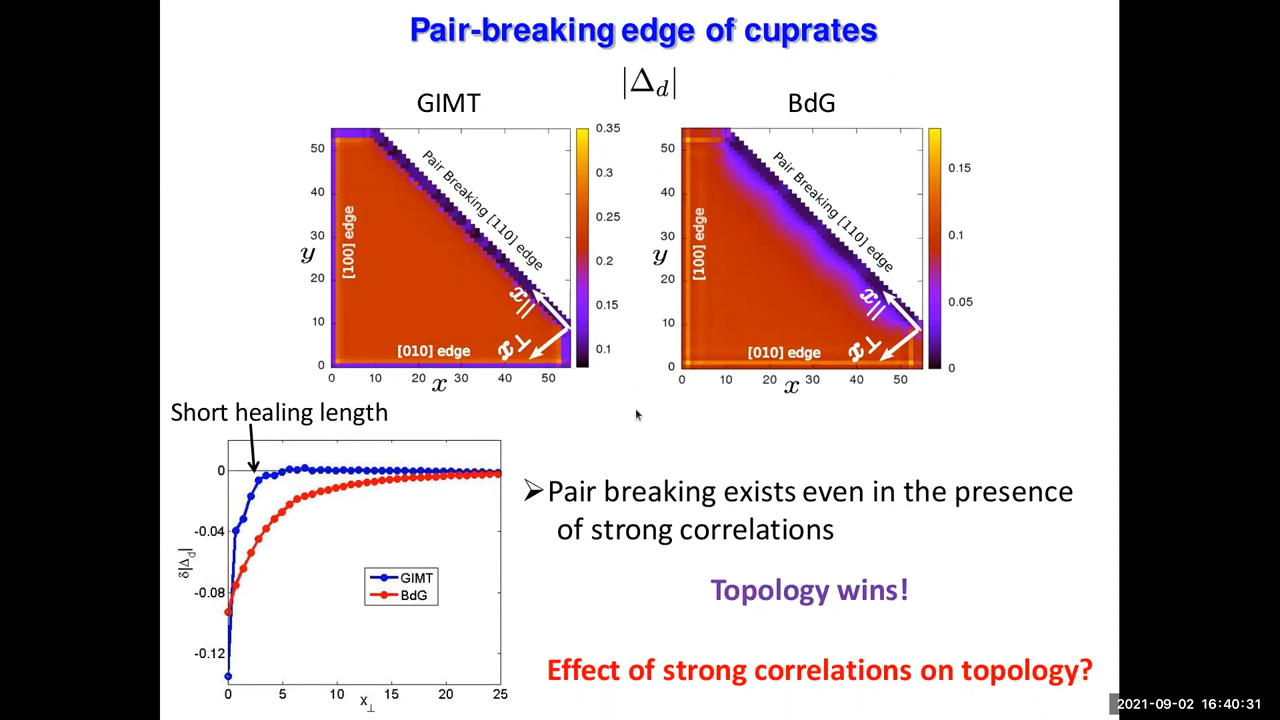 Pair-breaking edge of cuprates
|Δ_d|
GIMT
BdG
0.35
0.3
0.25
0.2
0.15
0.1
50
40
30
20
10
0
y
0 10 20 30 40 50
x
[100] edge
[010] edge
Pair Breaking [110] edge
x∥
x⊥
0.15
0.1
0.05
0
50
40
30
20
10
0
y
0 10 20 30 40 50
x
[100] edge
[010] edge
Pair Breaking [110] edge
x∥
x⊥
Short healing length
0
-0.04
-0.08
-0.12
δ|Δ_d|
GIMT
BdG
0 5 10 15 20 25
x⊥
➢Pair breaking exists even in the presence
of strong correlations
Topology wins!
Effect of strong correlations on topology?
2021-09-02 16:40:31